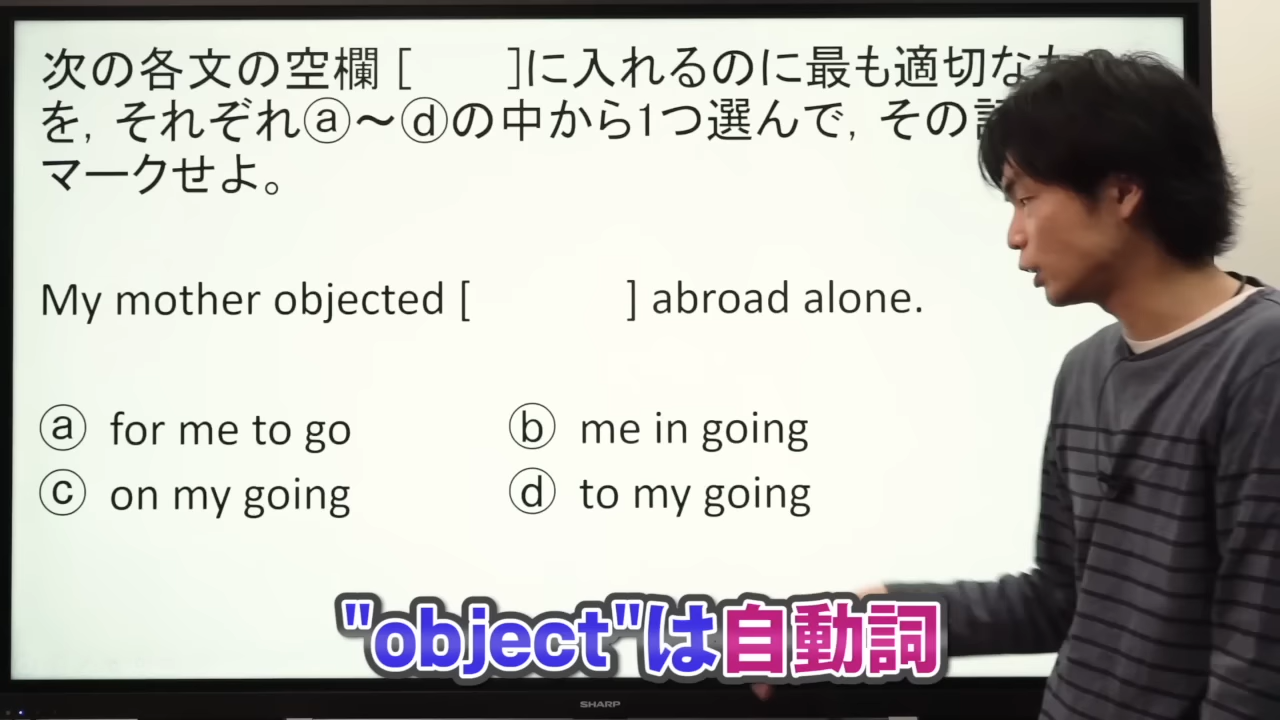 次の各文の空欄 [　　]に入れるのに最も適切な
を，それぞれⓐ～ⓓの中から1つ選んで，その
マークせよ。
My mother objected [　　　] abroad alone.
ⓐ for me to go　ⓑ me in going
ⓒ on my going　ⓓ to my going
"object"は自動詞
SHARP